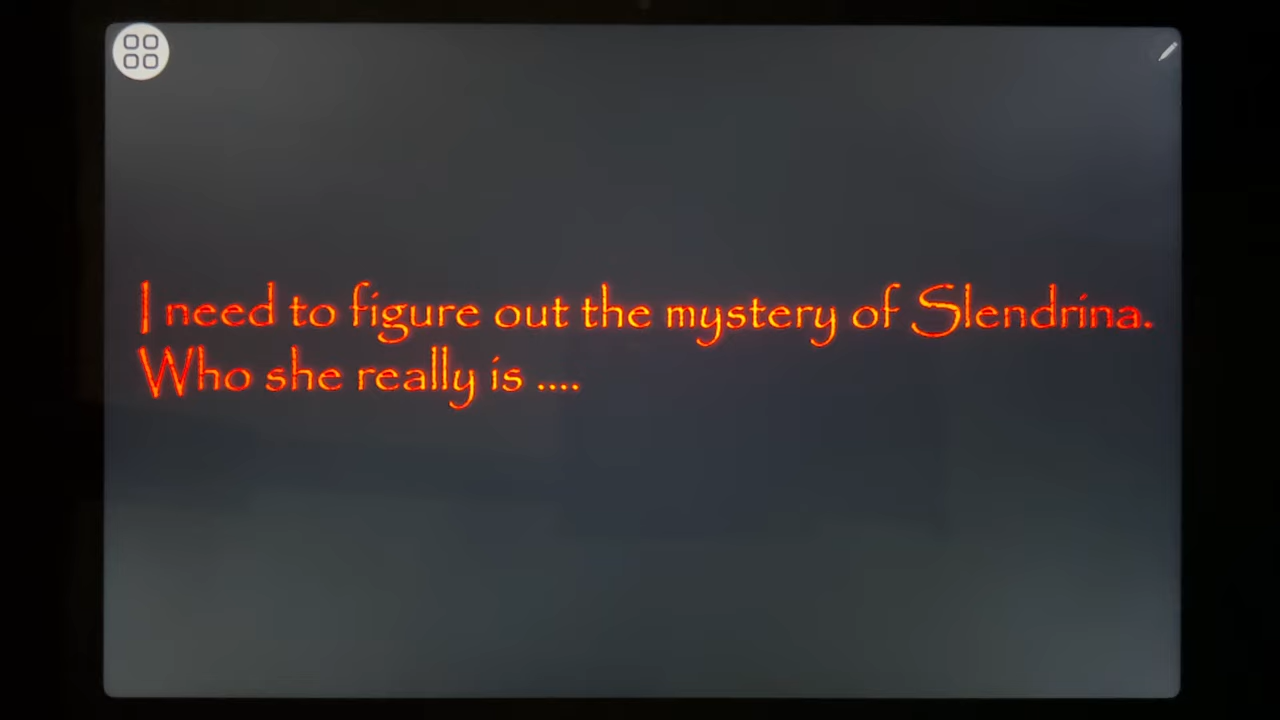 I need to figure out the mystery of Slendrina.
Who she really is ....